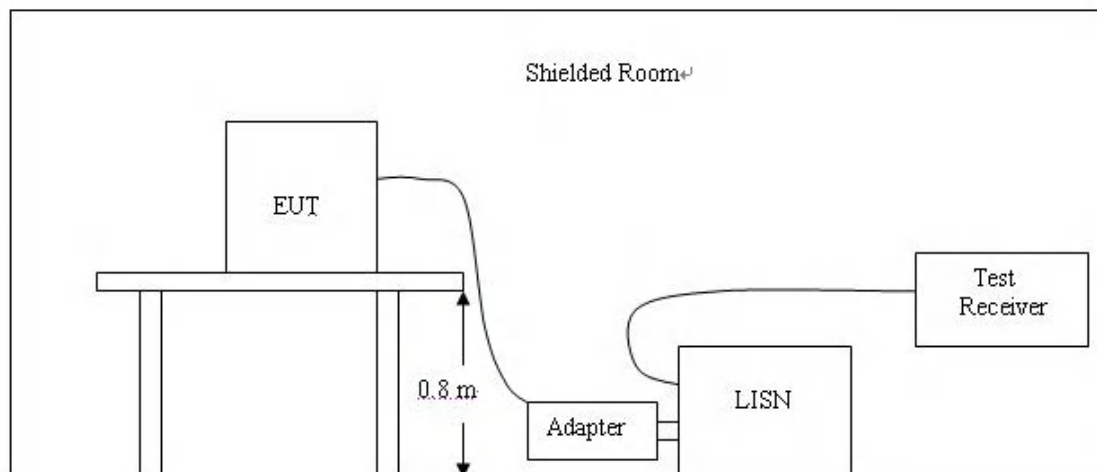 Shielded Room↵
EUT
Test
Receiver
0.8 m
LISN
Adapter